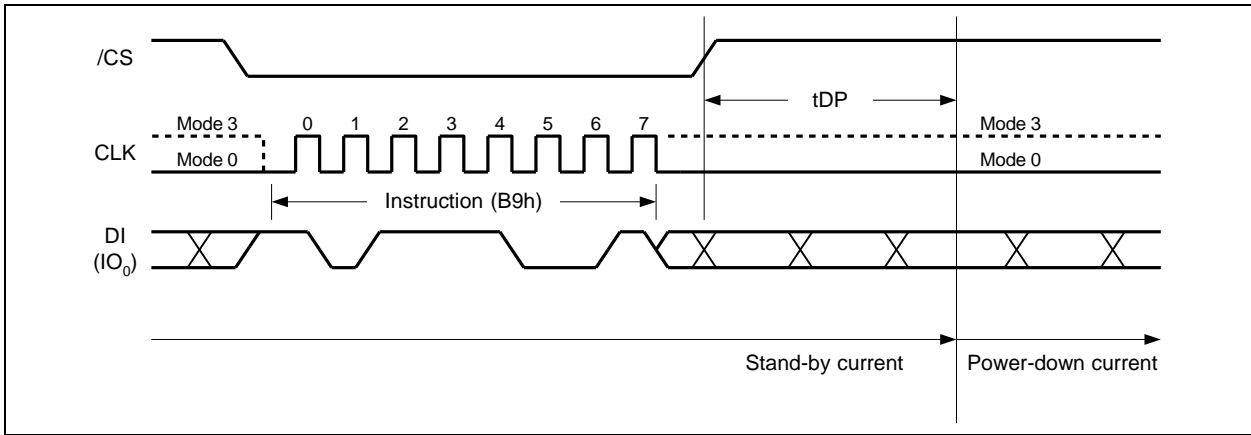 /CS
tDP
Mode 3
0 1 2 3 4 5 6 7
Mode 3
CLK
Mode 0
Mode 0
Instruction (B9h)
DI
(IO0)
Stand-by current
Power-down current